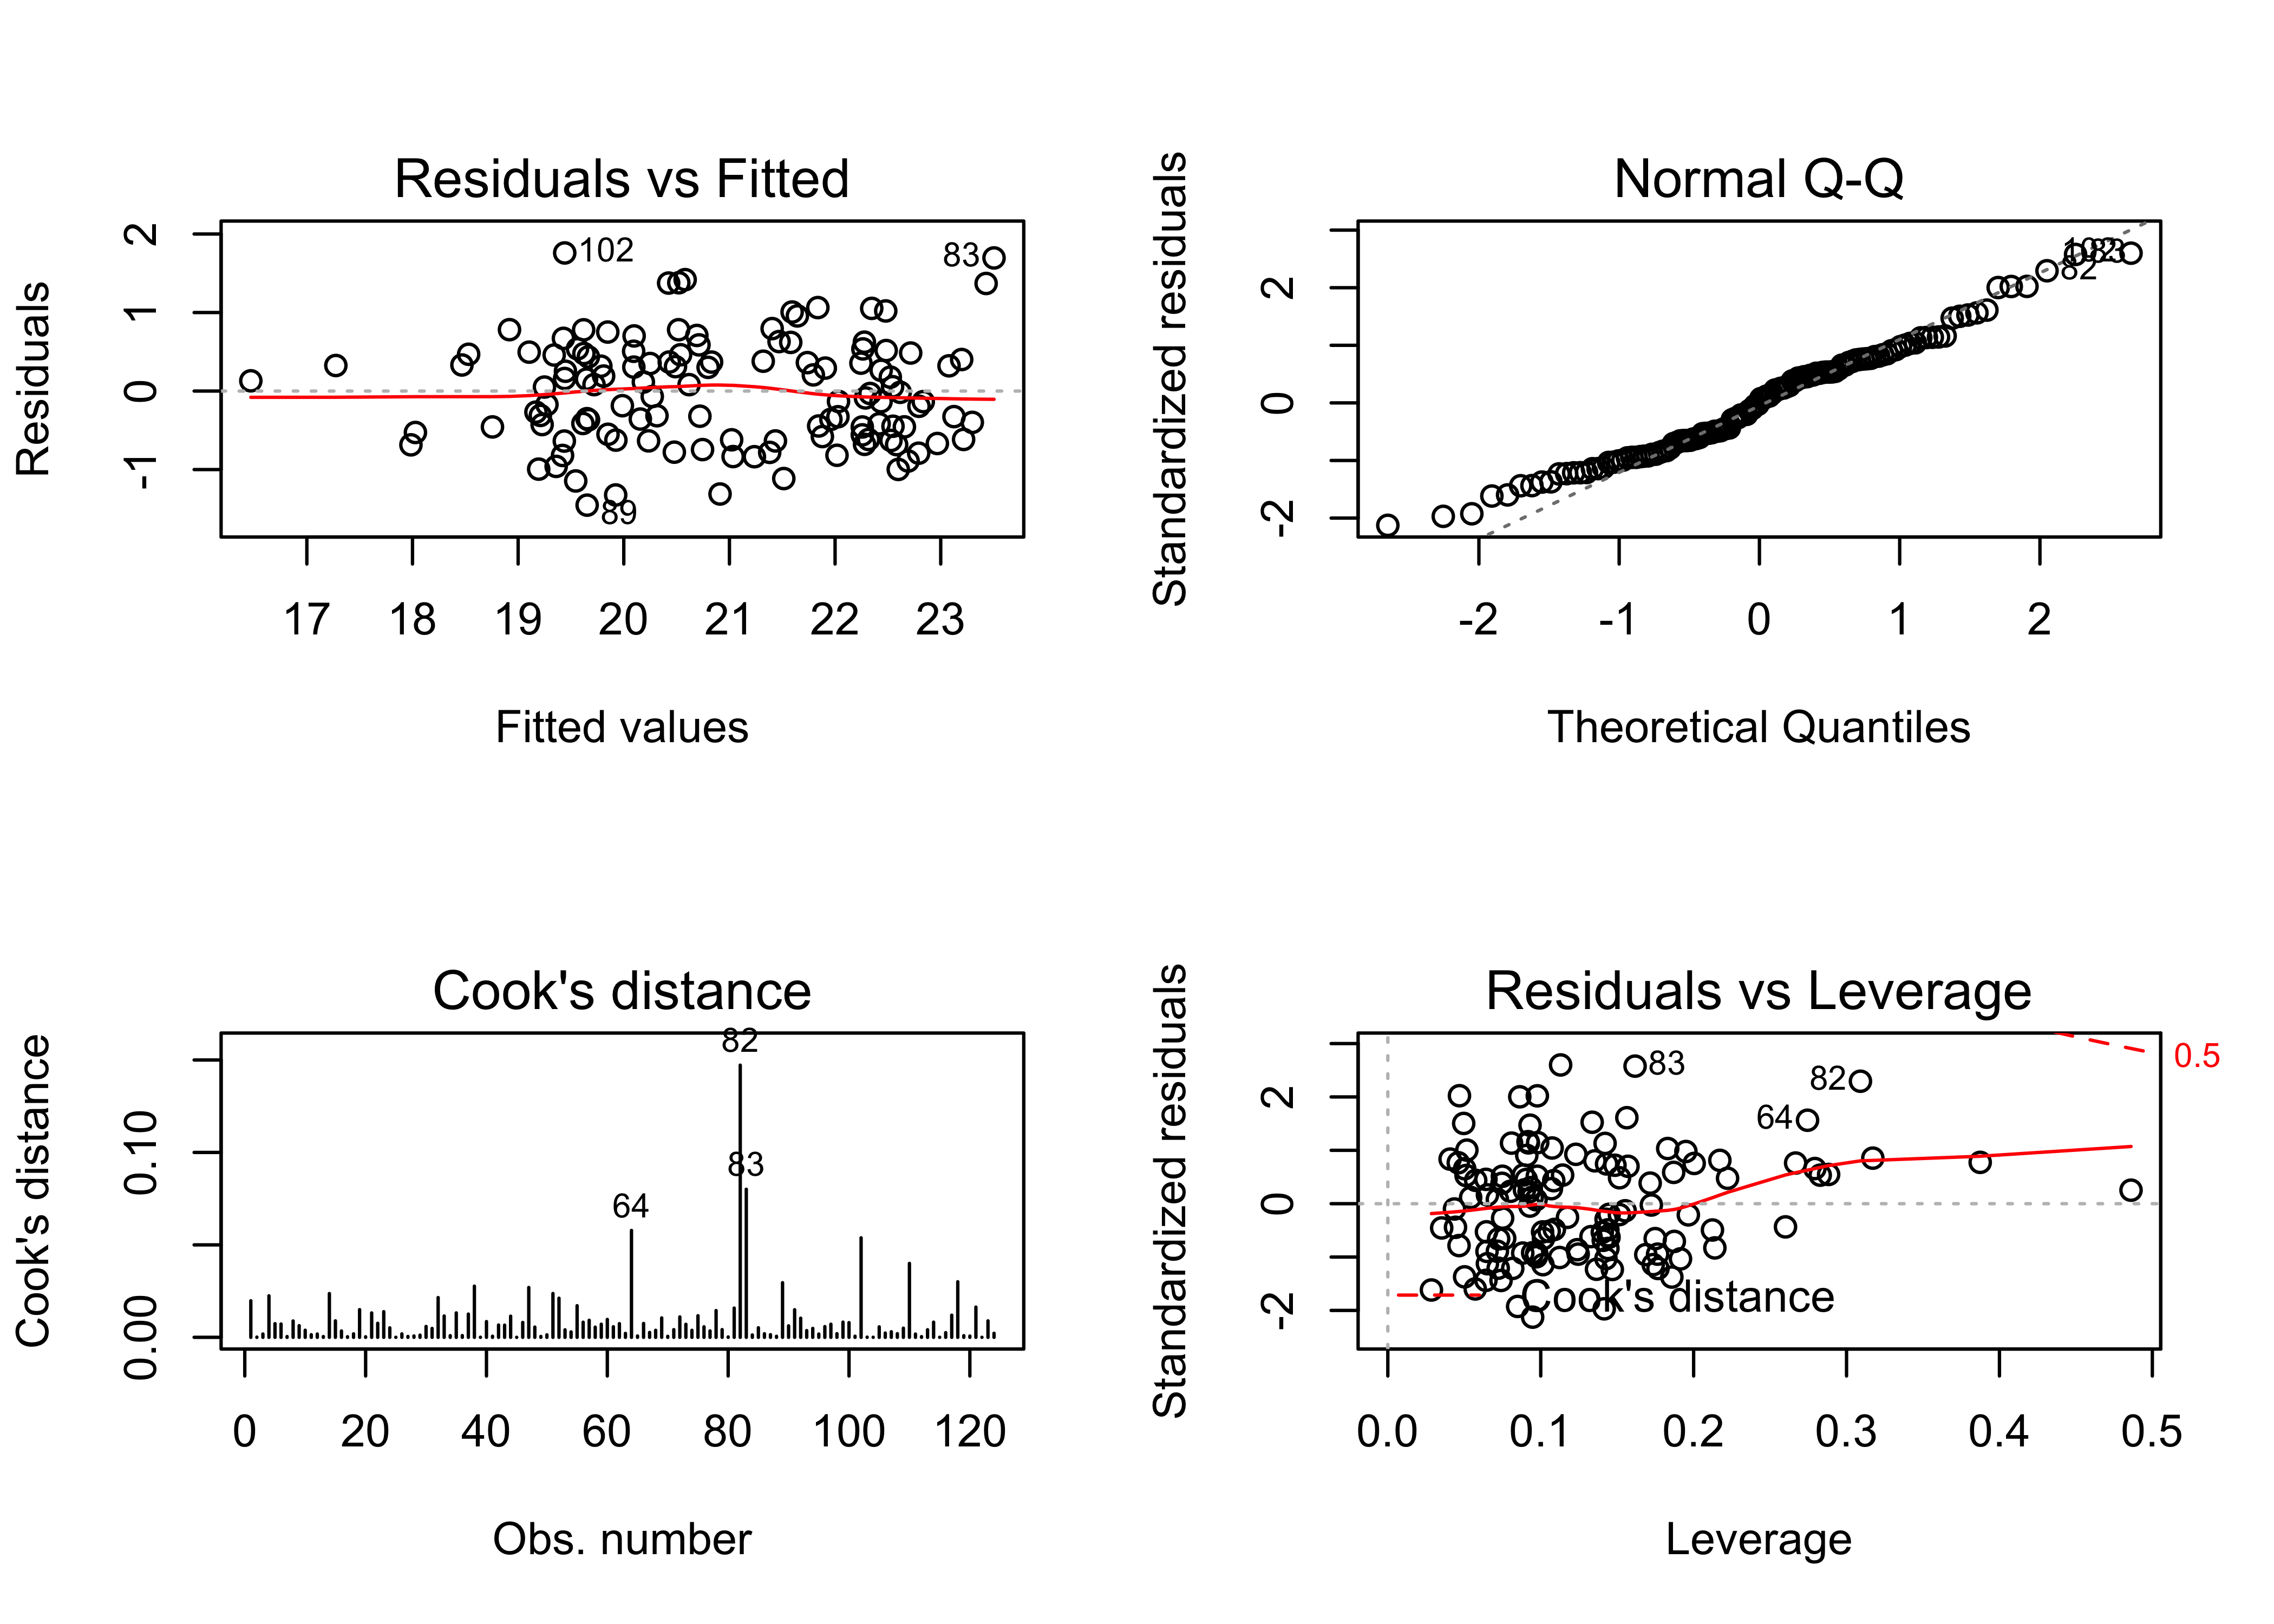 Residuals vs Fitted
Residuals
2
1
0
-1
102
83
89
17 18 19 20 21 22 23
Fitted values
Normal Q-Q
Standardized residuals
2
0
-2
82
-2 -1 0 1 2
Theoretical Quantiles
Cook's distance
Cook's distance
0.10
0.00
82
83
64
0 20 40 60 80 100 120
Obs. number
Residuals vs Leverage
Standardized residuals
2
0
-2
83
82
64
0.5
Cook's distance
0.0 0.1 0.2 0.3 0.4 0.5
Leverage